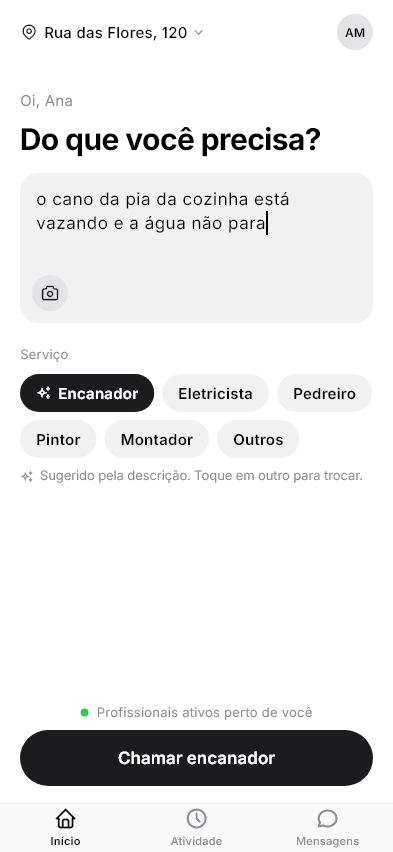 Rua das Flores, 120
AM
Oi, Ana
Do que você precisa?
o cano da pia da cozinha está
vazando e a água não para
Serviço
Encanador
Eletricista
Pedreiro
Pintor
Montador
Outros
Sugerido pela descrição. Toque em outro para trocar.
Profissionais ativos perto de você
Chamar encanador
Início
Atividade
Mensagens